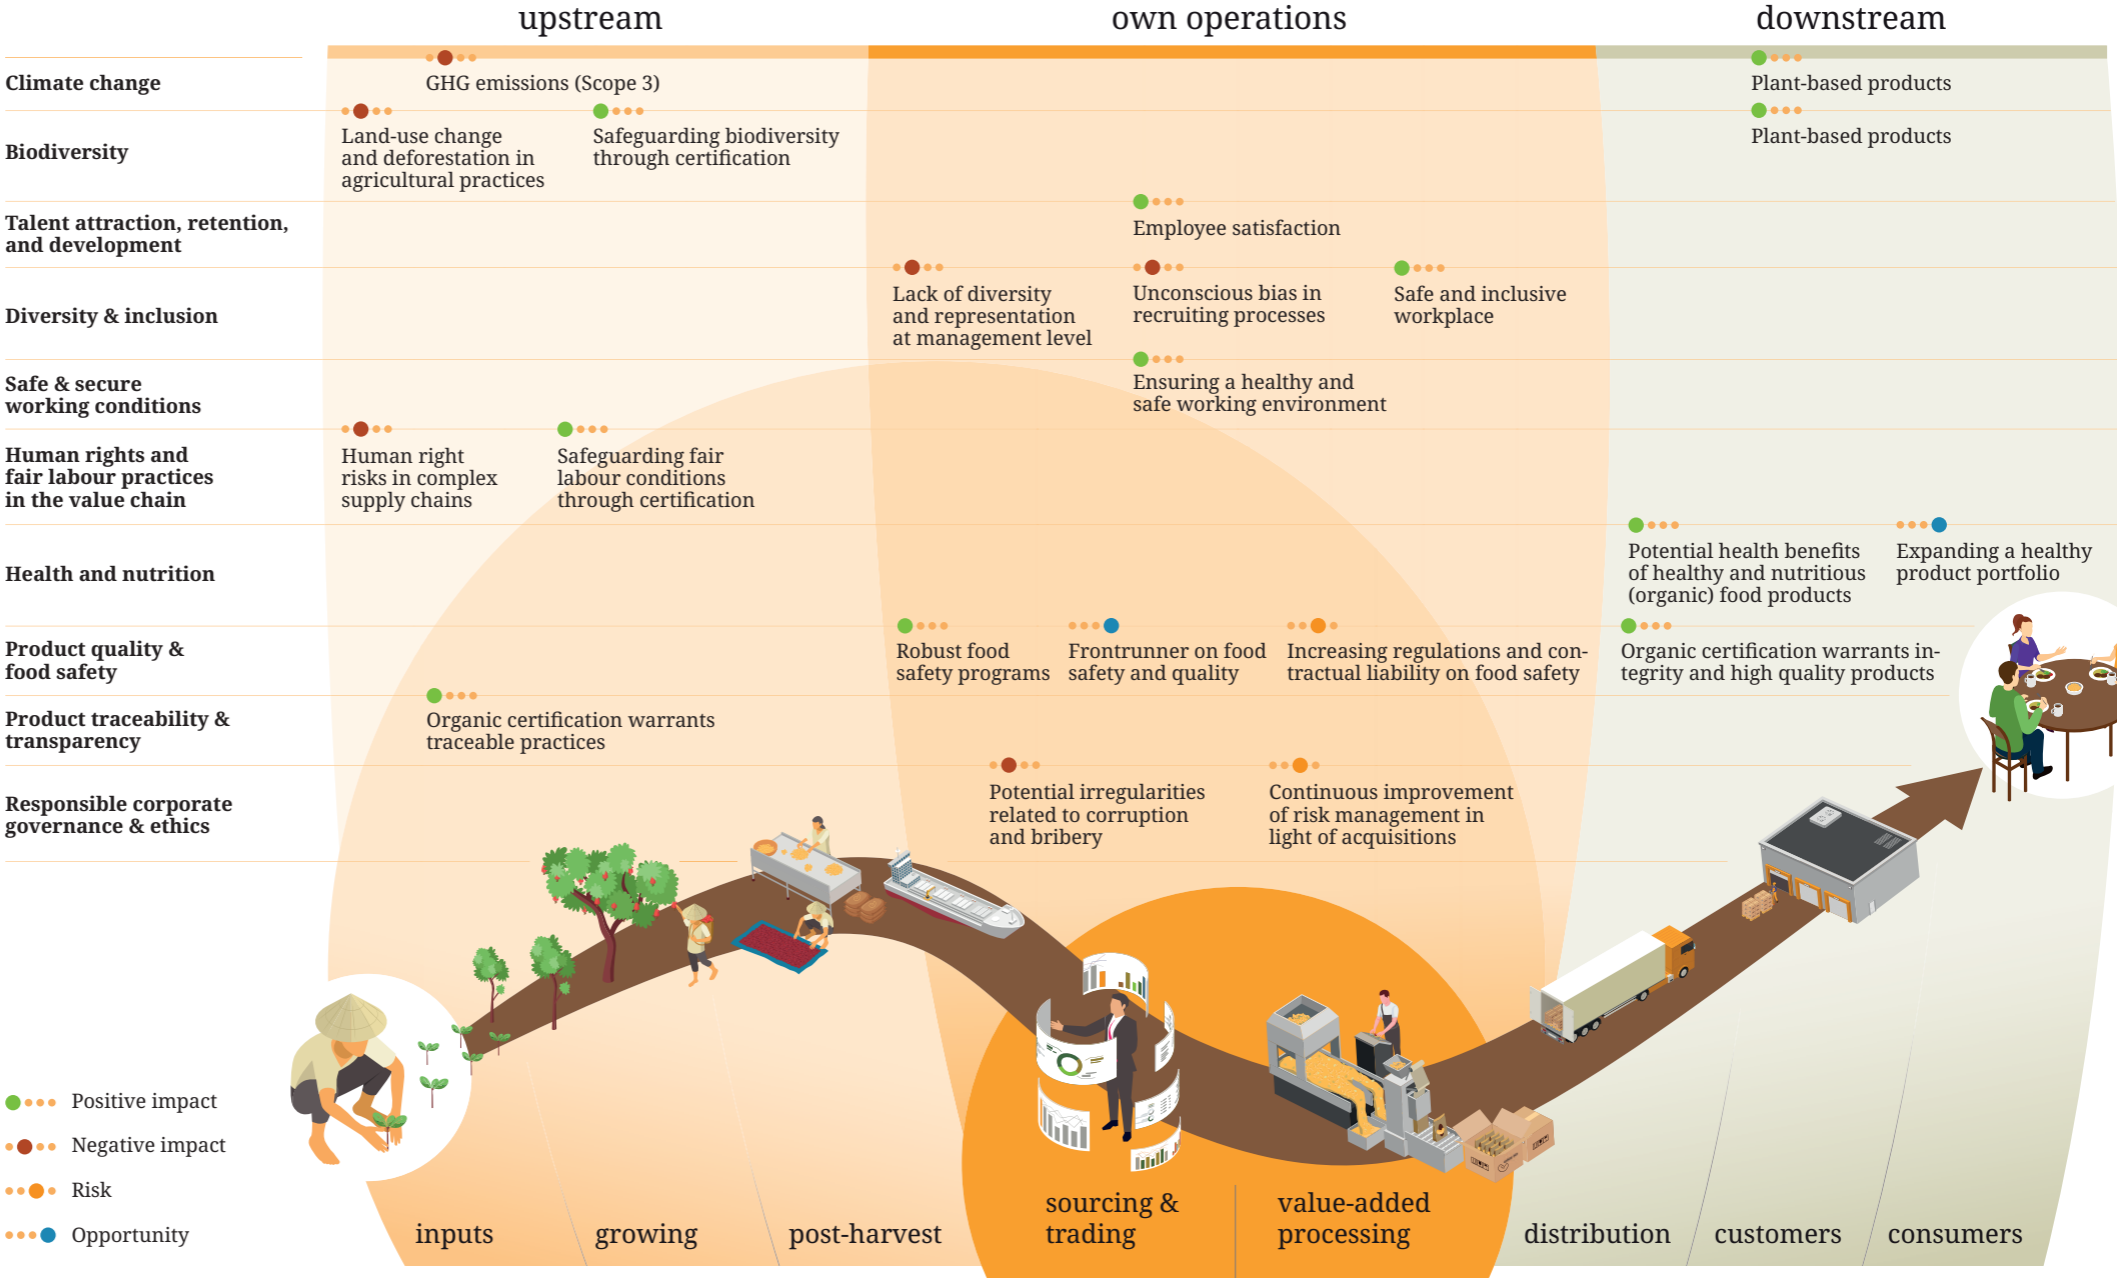 upstream
own operations
downstream
Climate change
GHG emissions (Scope 3)
Plant-based products
Biodiversity
Land-use change
and deforestation in
agricultural practices
Safeguarding biodiversity
through certification
Plant-based products
Talent attraction, retention,
and development
Employee satisfaction
Diversity & inclusion
Lack of diversity
and representation
at management level
Unconscious bias in
recruiting processes
Safe and inclusive
workplace
Safe & secure
working conditions
Ensuring a healthy and
safe working environment
Human rights and
fair labour practices
in the value chain
Human right
risks in complex
supply chains
Safeguarding fair
labour conditions
through certification
Health and nutrition
Potential health benefits
of healthy and nutritious
(organic) food products
Expanding a healthy
product portfolio
Product quality &
food safety
Robust food
safety programs
Frontrunner on food
safety and quality
Increasing regulations and con-
tractual liability on food safety
Organic certification warrants in-
tegrity and high quality products
Product traceability &
transparency
Organic certification warrants
traceable practices
Responsible corporate
governance & ethics
Potential irregularities
related to corruption
and bribery
Continuous improvement
of risk management in
light of acquisitions
Positive impact
Negative impact
Risk
Opportunity
inputs
growing
post-harvest
sourcing &
trading
value-added
processing
distribution
customers
consumers